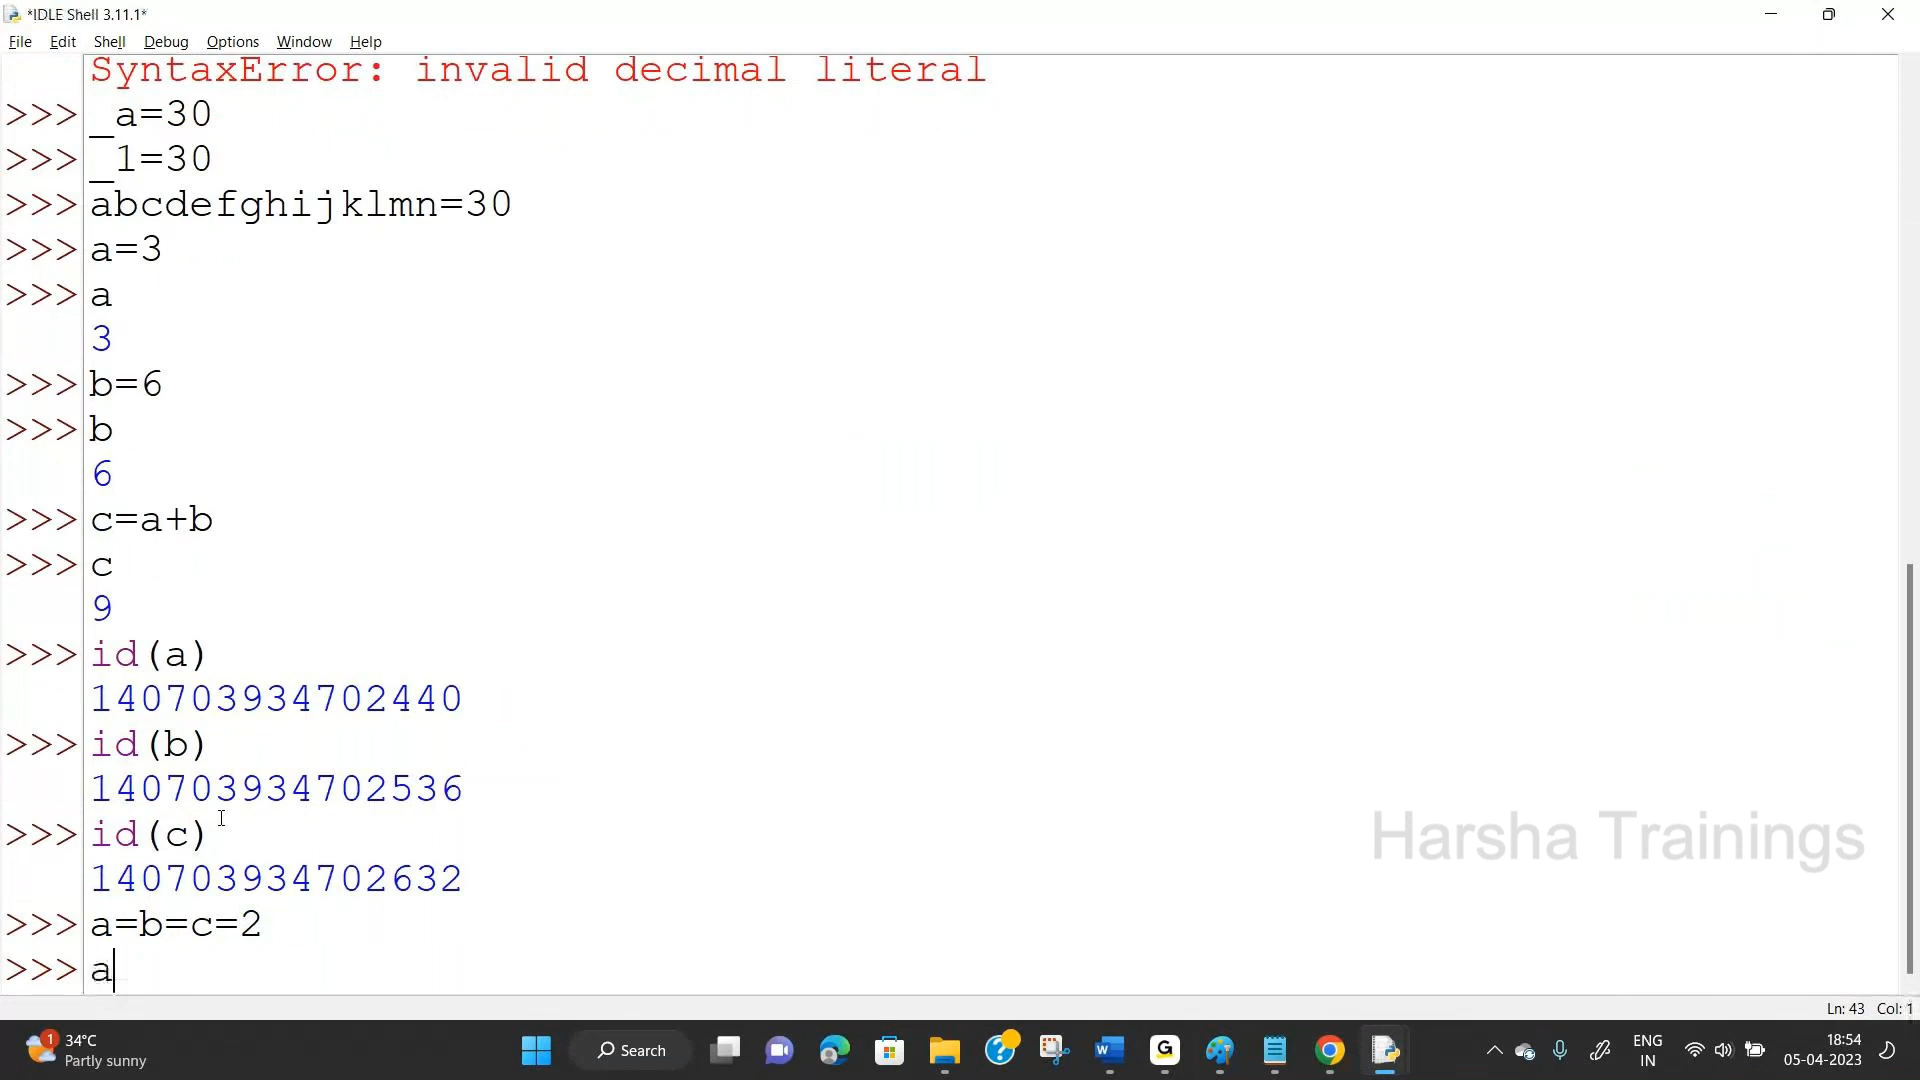 *IDLE Shell 3.11.1*
File Edit Shell Debug Options Window Help
SyntaxError: invalid decimal literal
>>> _a=30
>>> _1=30
>>> abcdefghijklmn=30
>>> a=3
>>> a
3
>>> b=6
>>> b
6
>>> c=a+b
>>> c
9
>>> id(a)
140703934702440
>>> id(b)
140703934702536
>>> id(c)
140703934702632
>>> a=b=c=2
>>> a
Harsha Trainings
Ln: 43 Col: 1
1
34°C
Partly sunny
Search
ENG
IN
18:54
05-04-2023